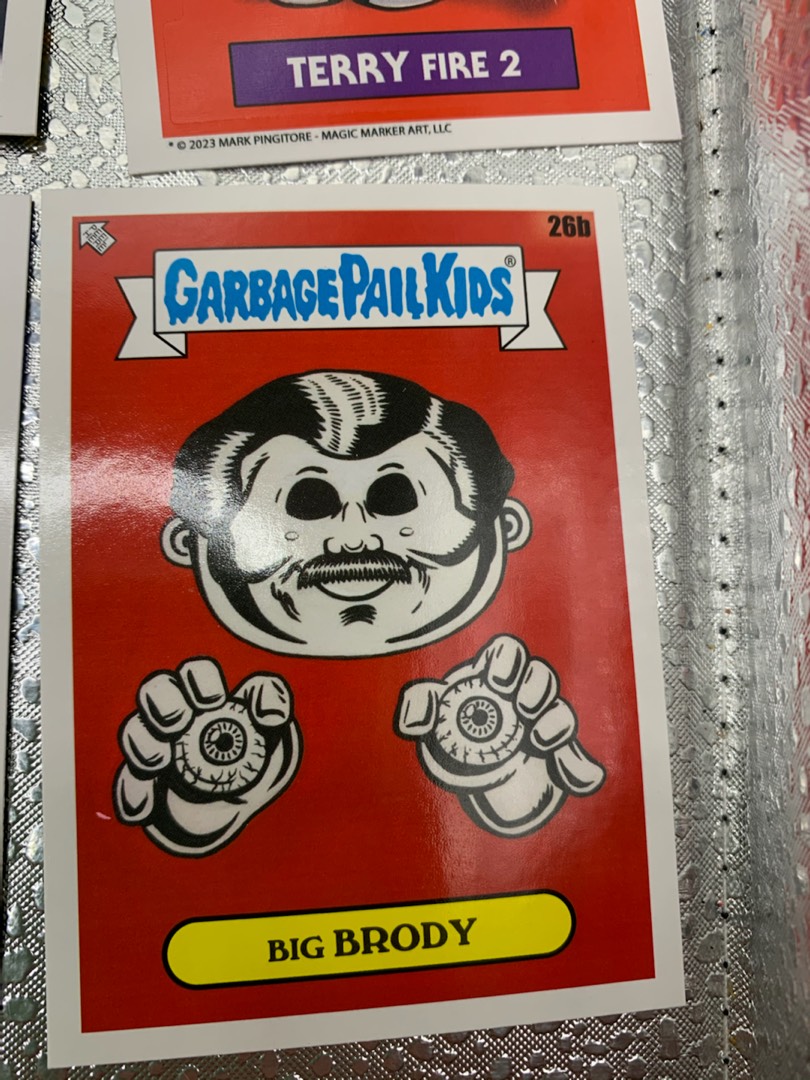 TERRY FIRE 2
* © 2023 MARK PINGITORE - MAGIC MARKER ART, LLC
26b
GARBAGE PAIL KIDS®
BIG BRODY